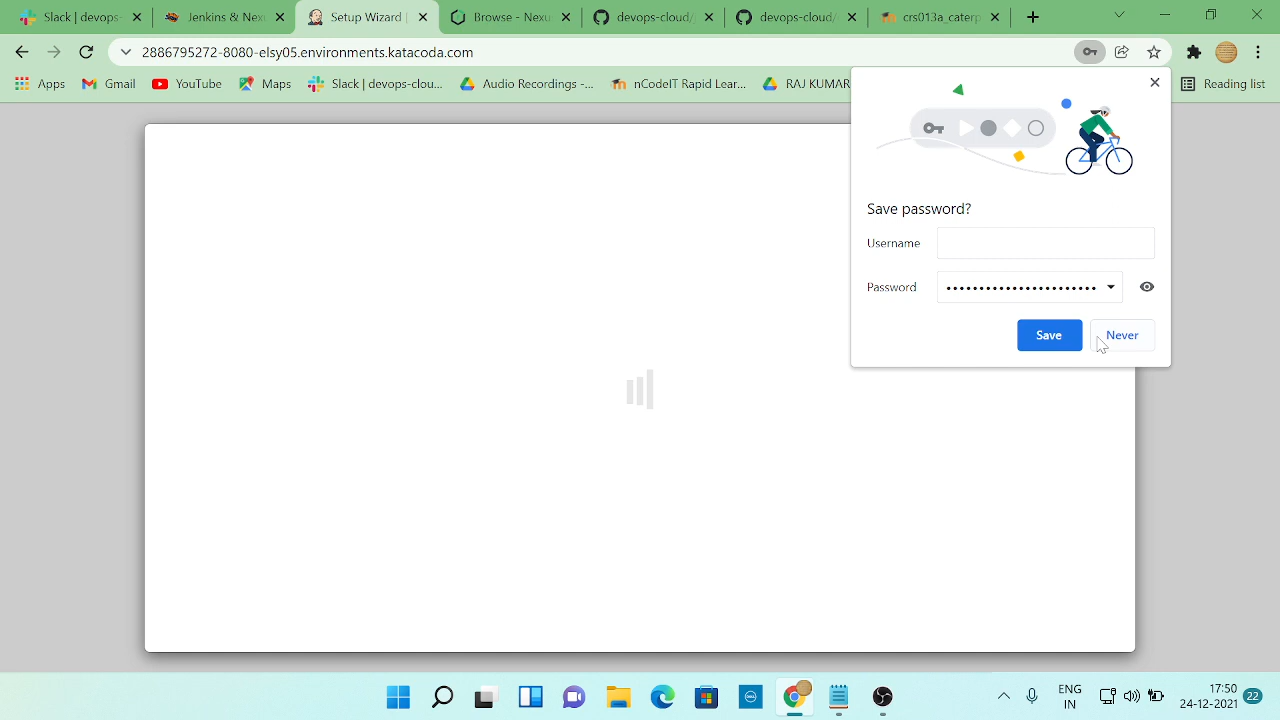 Slack | devops-
Jenkins & Nex
Setup Wizard |
Browse - Nexu
devops-cloud/
devops-cloud/
crs013a_caterp
2886795272-8080-elsy05.environments.katacoda.com
Apps
Gmail
YouTube
Maps
Slack | devops-clou...
Audio Recordings -...
nCodeIT Rapid Lear...
RAJ KUMAR
Reading list
Save password?
Username
Password
Save
Never
ENG
IN
17:50
24-12-2021
22